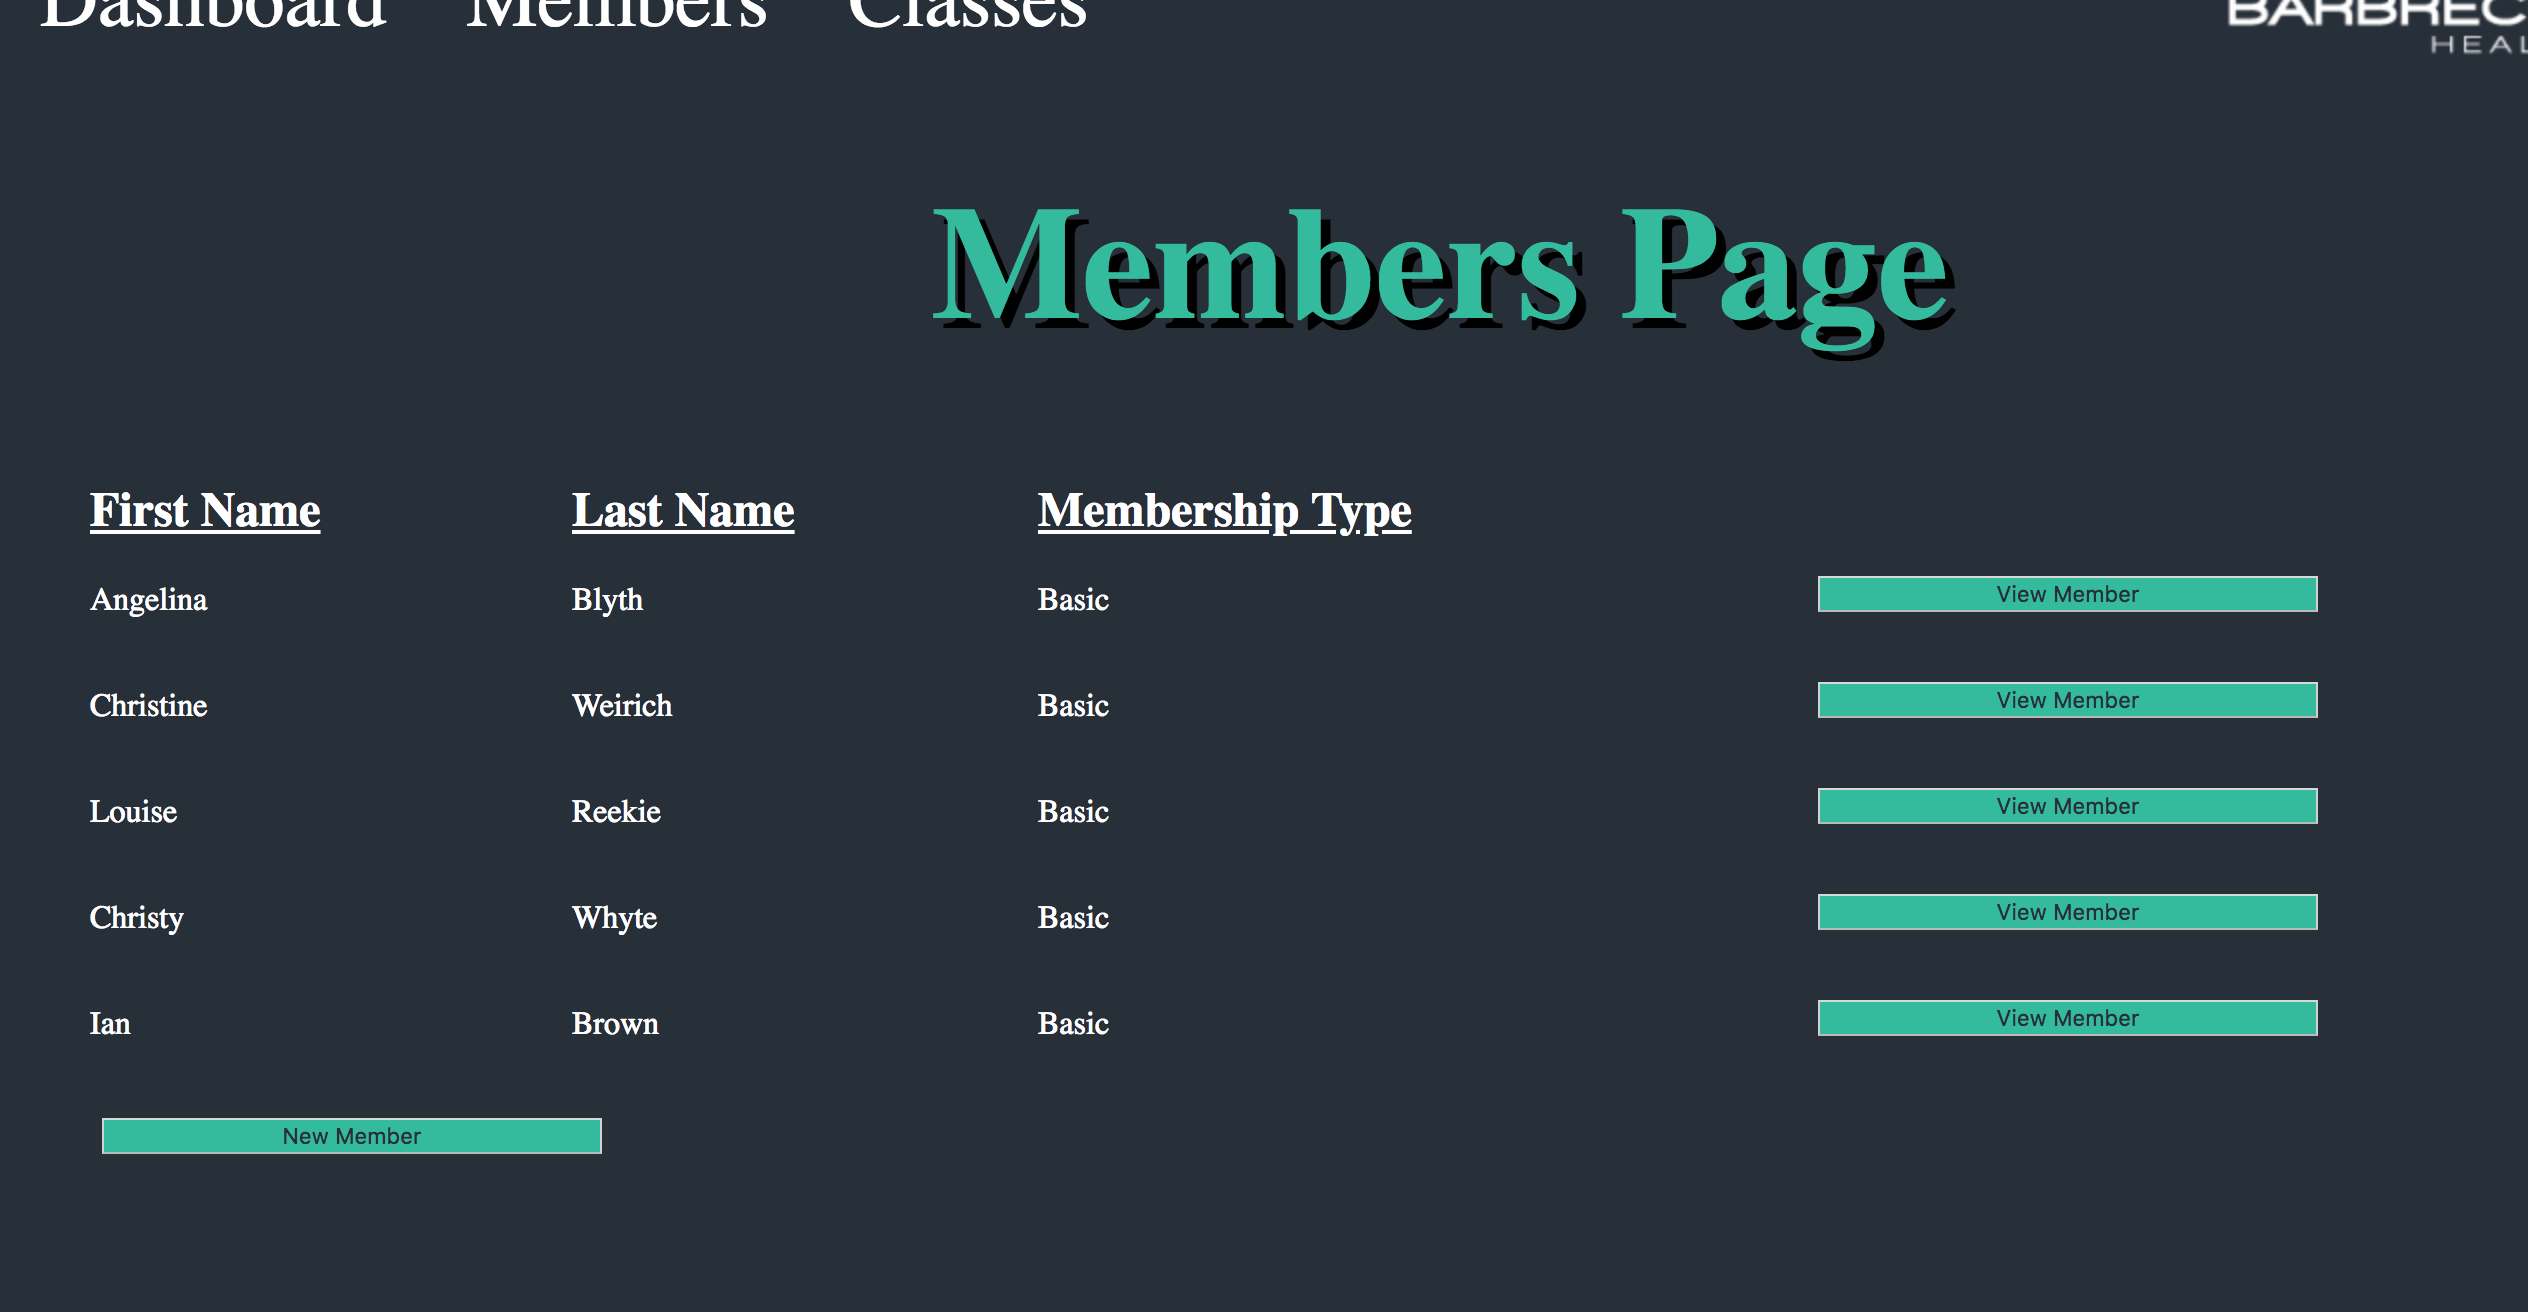 Dashboard Members Classes
HEAL
Members Page
First Name Last Name Membership Type
Angelina Blyth Basic View Member
Christine Weirich Basic View Member
Louise Reekie Basic View Member
Christy Whyte Basic View Member
Ian Brown Basic View Member
New Member